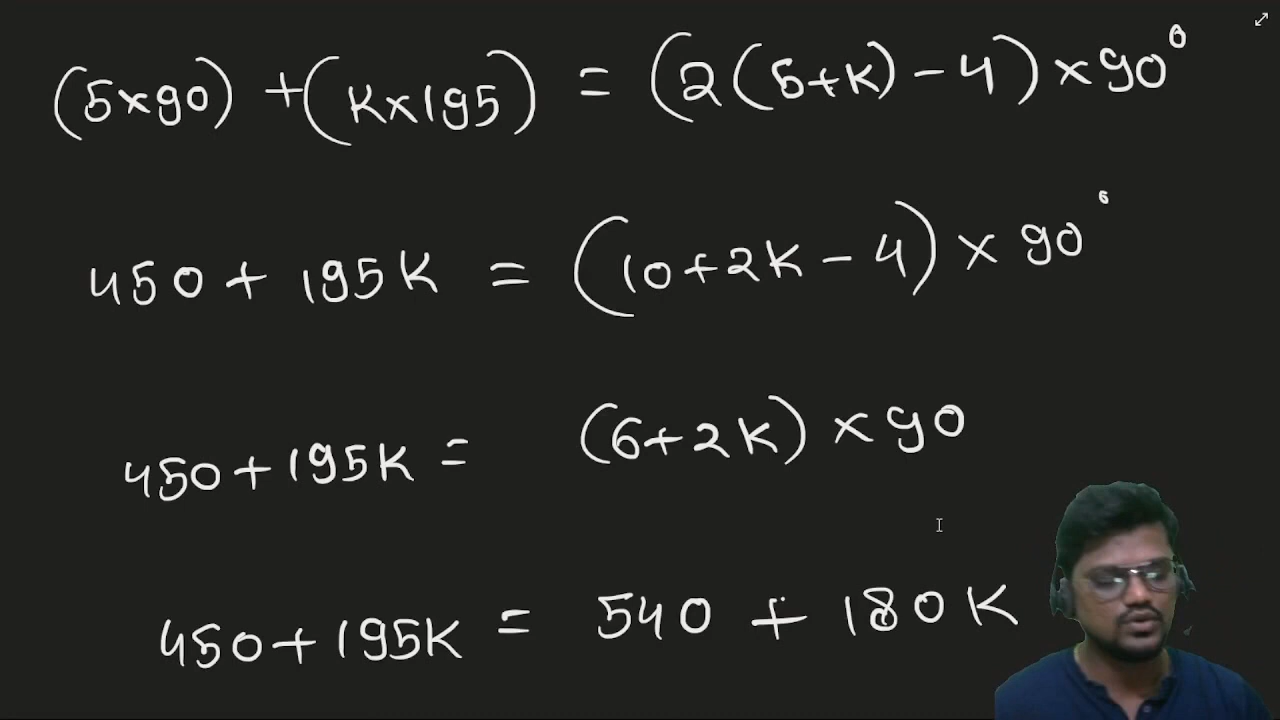 (5×90) + (K×195) = (2(5+K) - 4) × 90°
450 + 195K = (10+2K - 4) × 90°
450 + 195K = (6+2K) × 90
450 + 195K = 540 + 180K